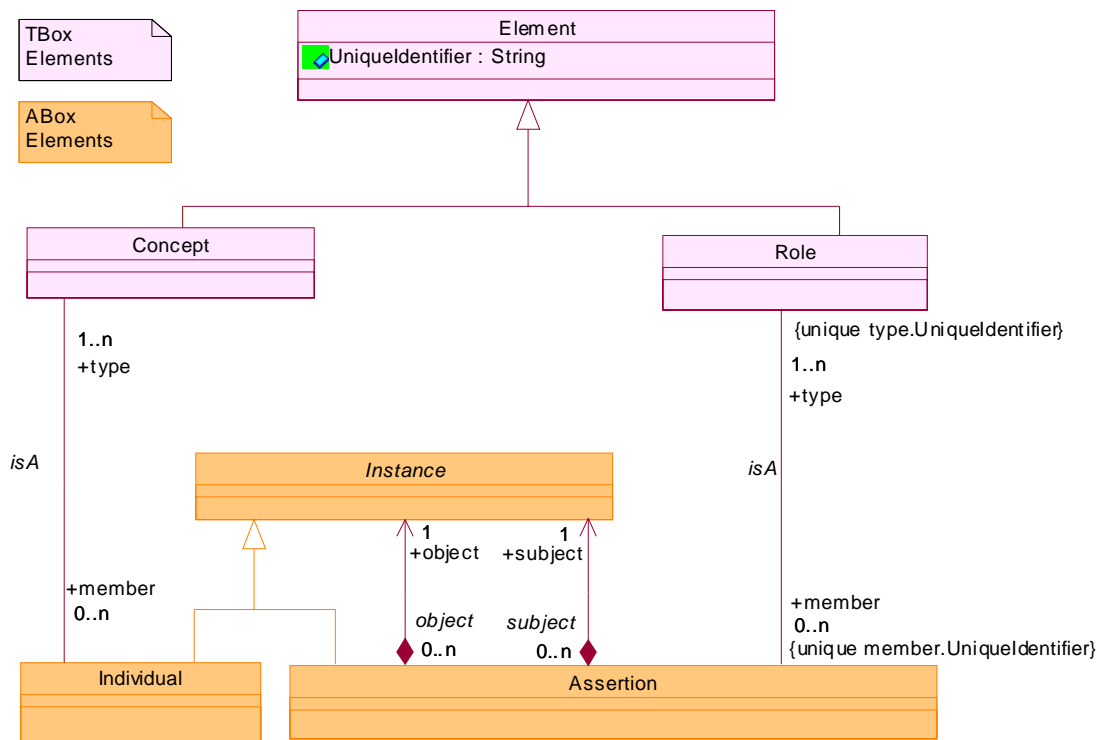 TBox
Elements
ABox
Elements
Element
UniqueIdentifier : String
Concept
Role
1..n
+type
{unique type.UniqueIdentifier}
1..n
+type
isA
isA
Instance
1
+object
1
+subject
+member
0..n
object
0..n
subject
0..n
+member
0..n
{unique member.UniqueIdentifier}
Individual
Assertion